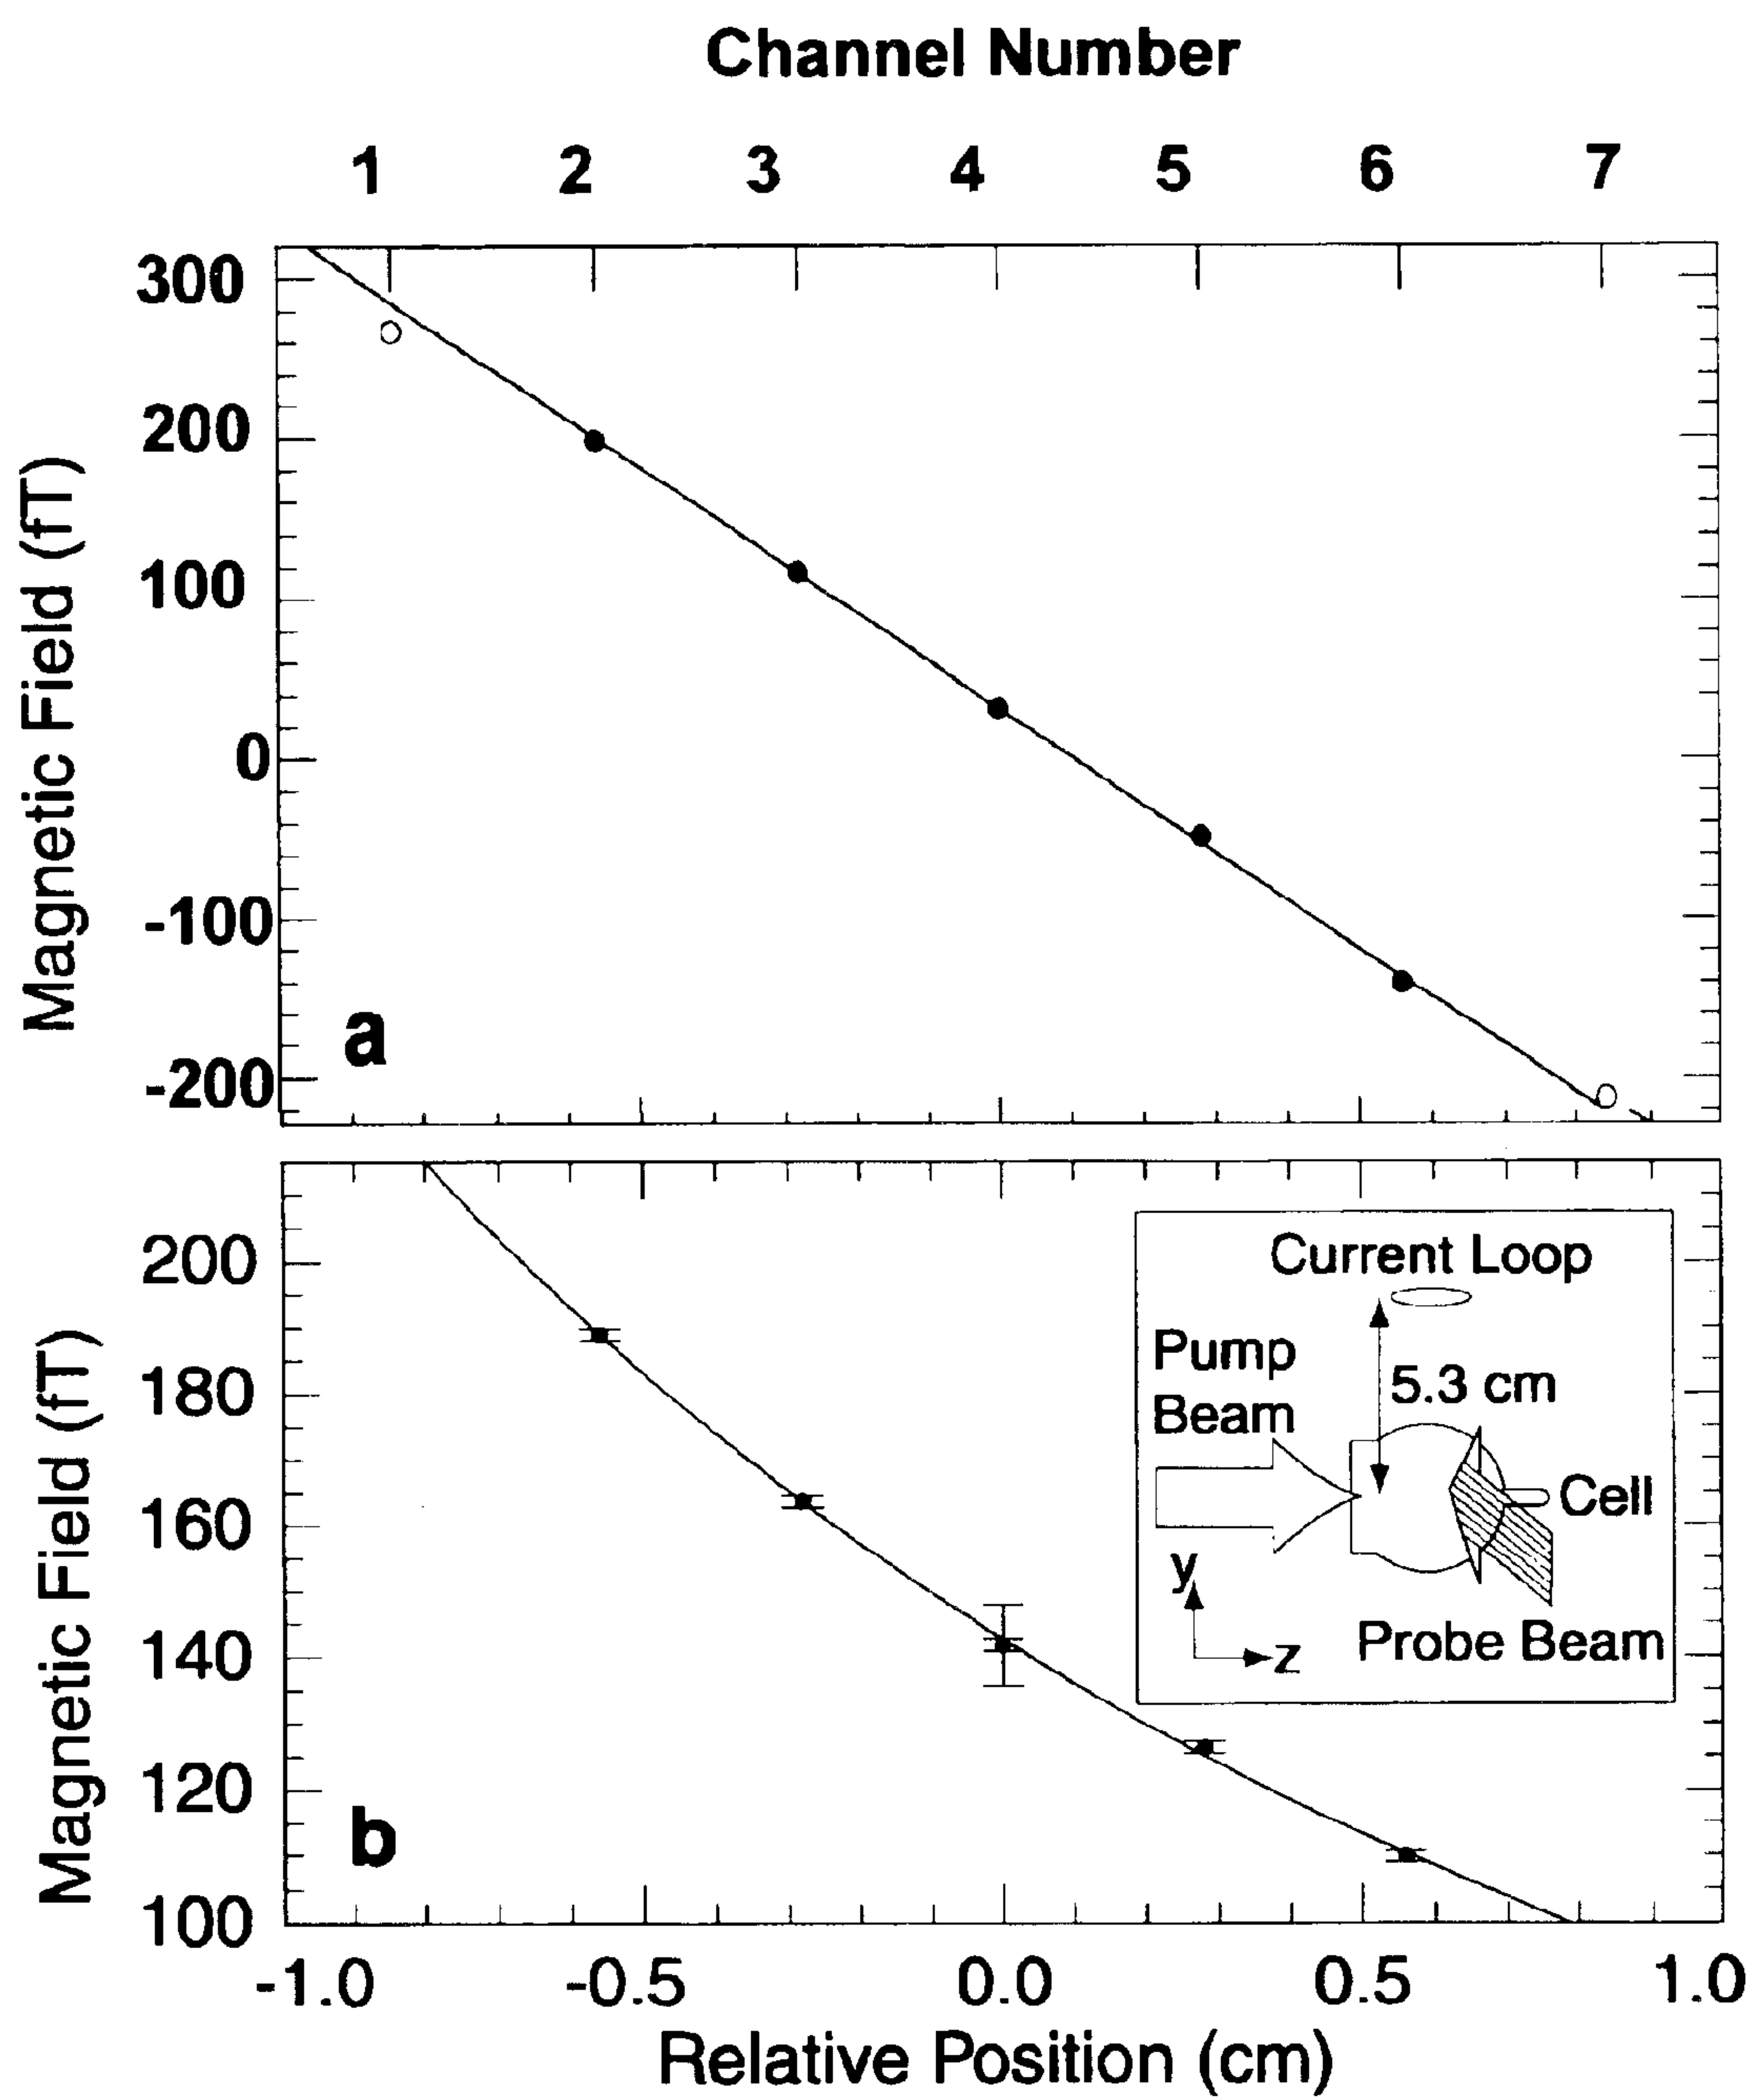 Channel Number
1 2 3 4 5 6 7
300
200
100
0
-100
-200
Magnetic Field (fT)
a
200
180
160
140
120
100
Magnetic Field (fT)
b
Current Loop
Pump
Beam
5.3 cm
Cell
y
z
Probe Beam
-1.0 -0.5 0.0 0.5 1.0
Relative Position (cm)